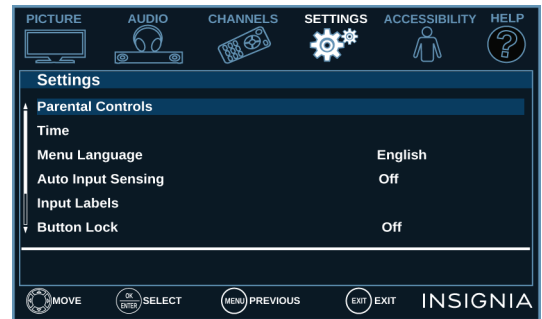 PICTURE AUDIO CHANNELS SETTINGS ACCESSIBILITY HELP
?
Settings
Parental Controls
Time
Menu Language English
Auto Input Sensing Off
Input Labels
Button Lock Off
MOVE OK ENTER SELECT MENU PREVIOUS EXIT EXIT INSIGNIA